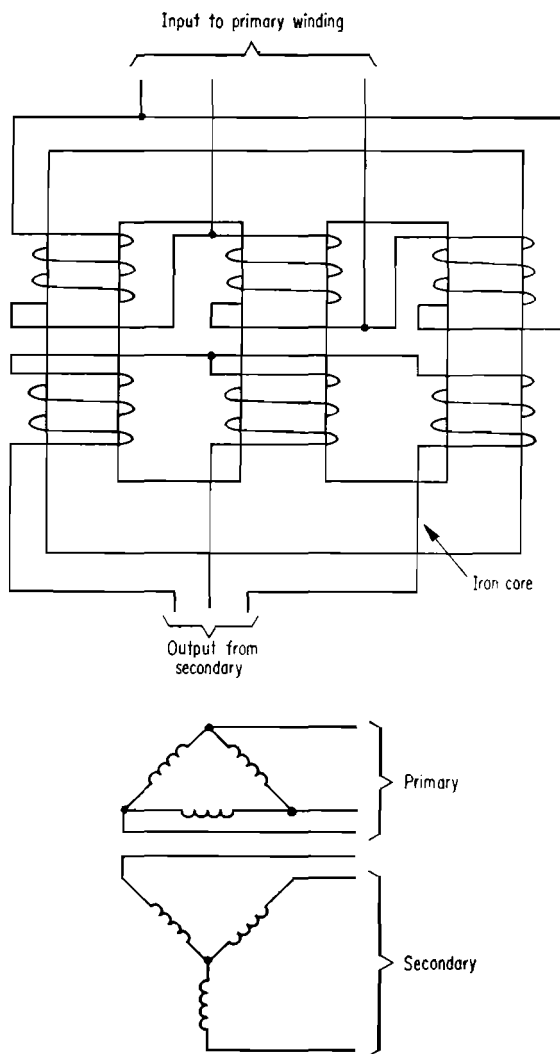 Input to primary winding
Iron core
Output from
secondary
Primary
Secondary